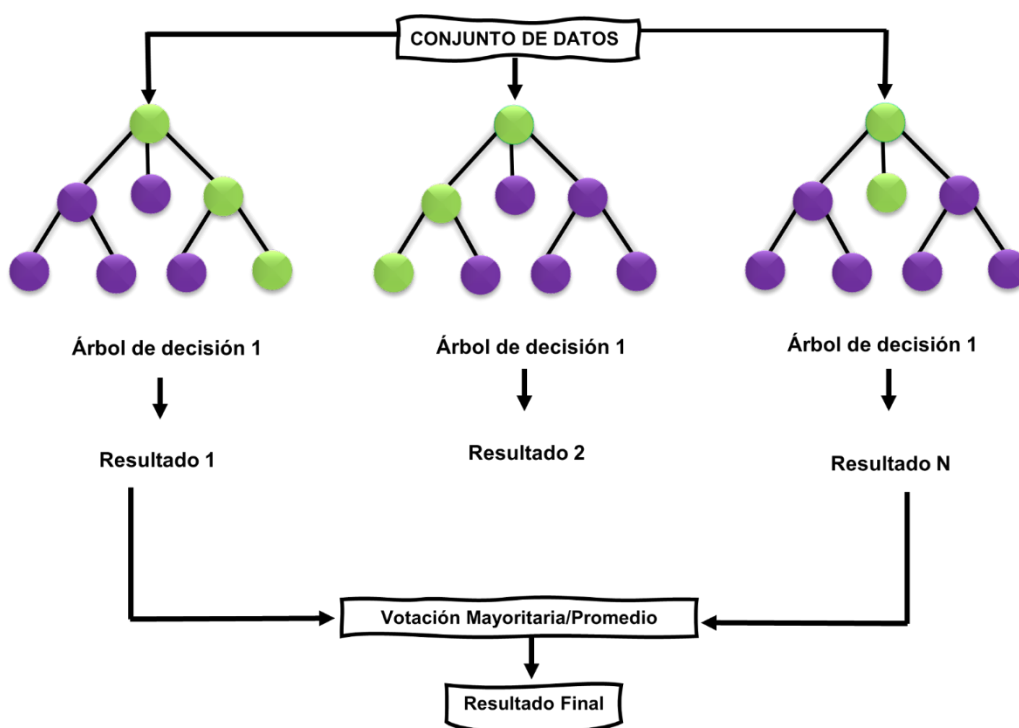 CONJUNTO DE DATOS
Árbol de decisión 1
Árbol de decisión 1
Árbol de decisión 1
Resultado 1
Resultado 2
Resultado N
Votación Mayoritaria/Promedio
Resultado Final